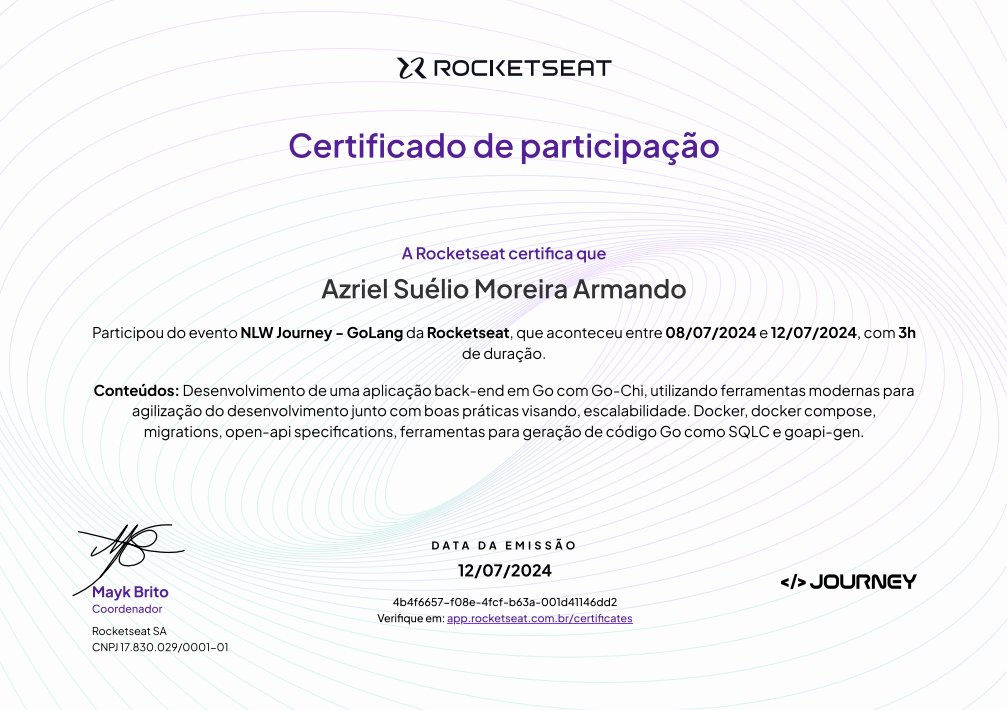 ROCKETSEAT
Certificado de participação
A Rocketseat certifica que
Azriel Suélio Moreira Armando
Participou do evento NLW Journey - GoLang da Rocketseat, que aconteceu entre 08/07/2024 e 12/07/2024, com 3h
de duração.
Conteúdos: Desenvolvimento de uma aplicação back-end em Go com Go-Chi, utilizando ferramentas modernas para
agilização do desenvolvimento junto com boas práticas visando, escalabilidade. Docker, docker compose,
migrations, open-api specifications, ferramentas para geração de código Go como SQLC e goapi-gen.
Mayk Brito
Coordenador
Rocketseat SA
CNPJ 17.830.029/0001-01
DATA DA EMISSÃO
12/07/2024
4b4f6657-f08e-4fcf-b63a-001d41146dd2
Verifique em: app.rocketseat.com.br/certificates
</> JOURNEY